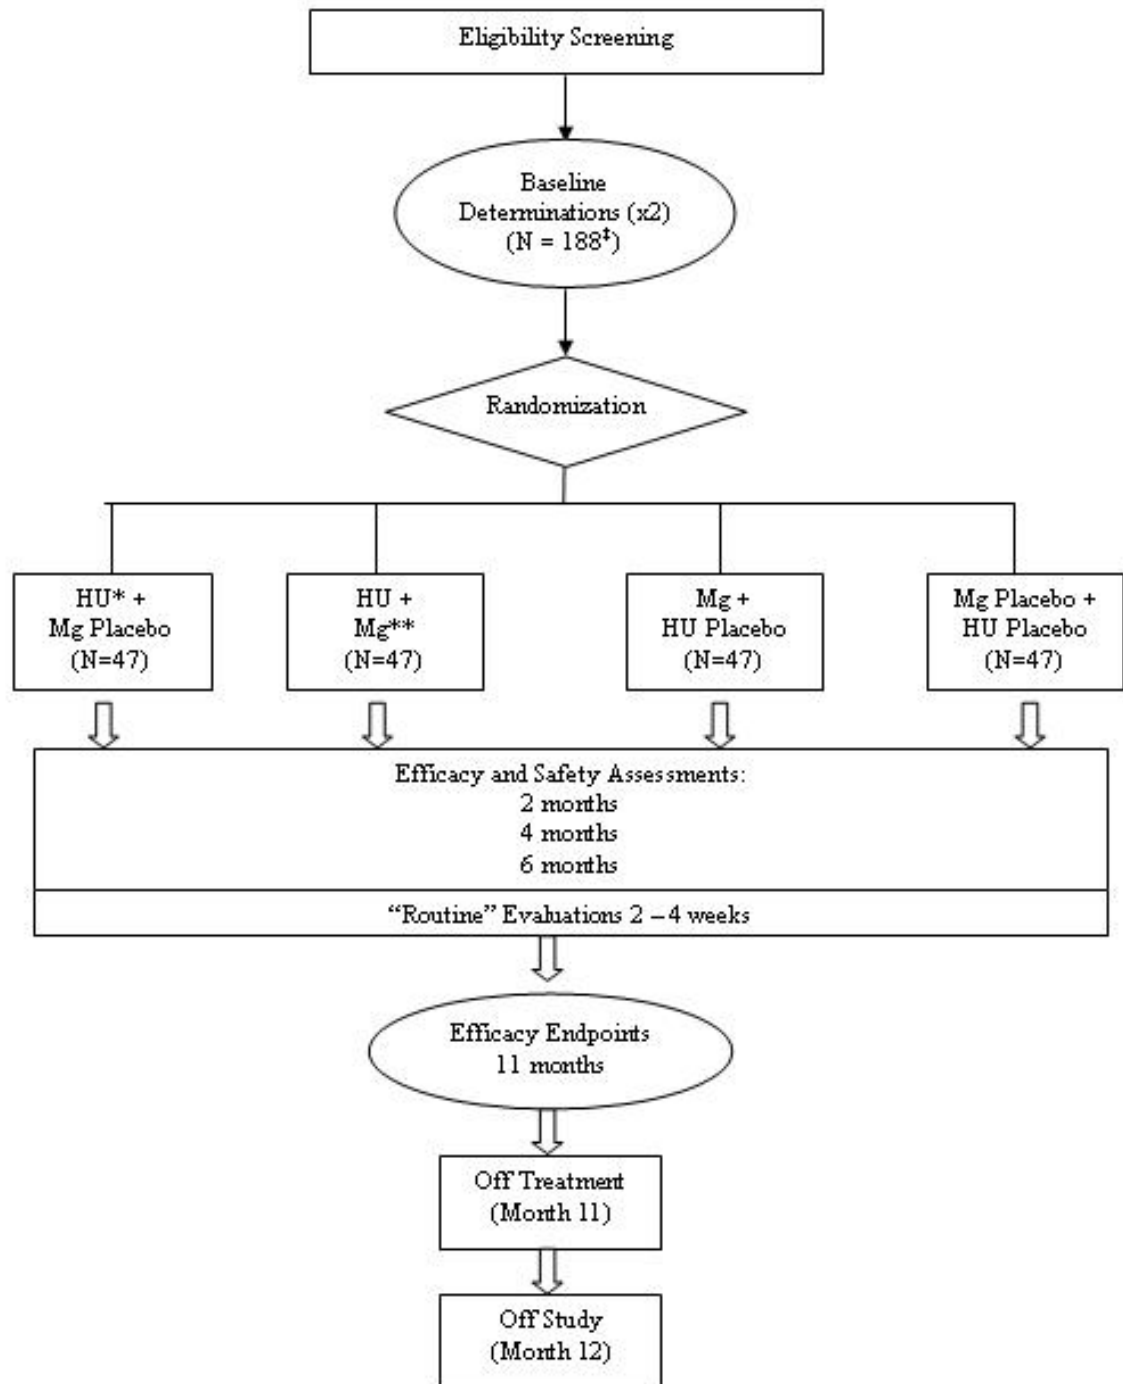 Eligibility Screening
Baseline
Determinations (x2)
(N = 188‡)
Randomization
HU* +
Mg Placebo
(N=47)
HU +
Mg**
(N=47)
Mg +
HU Placebo
(N=47)
Mg Placebo +
HU Placebo
(N=47)
Efficacy and Safety Assessments:
2 months
4 months
6 months
“Routine” Evaluations 2 – 4 weeks
Efficacy Endpoints
11 months
Off Treatment
(Month 11)
Off Study
(Month 12)